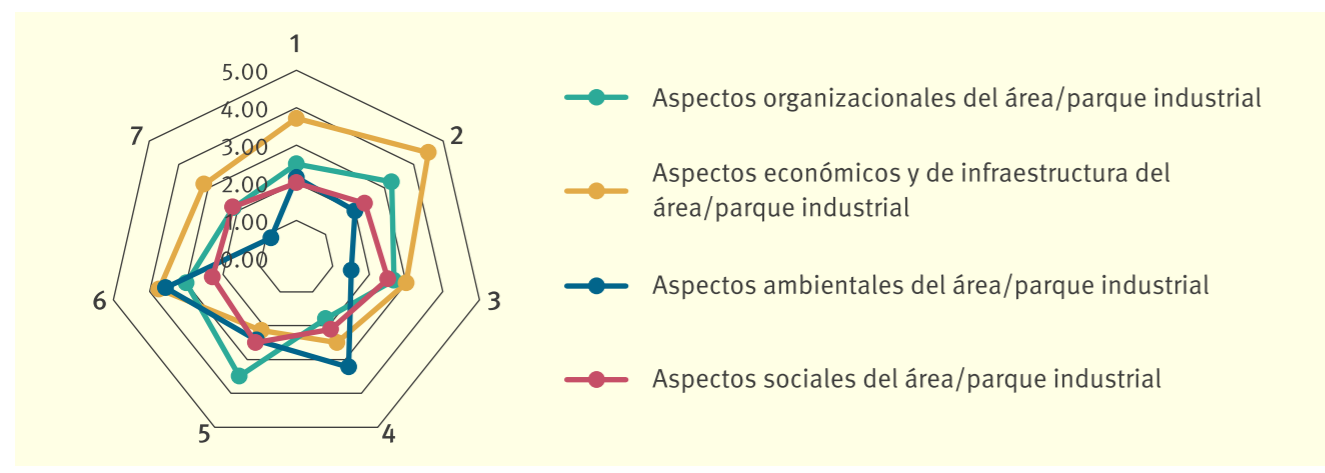 1
5.00
4.00
7
2
3.00
2.00
1.00
0.00
6
3
5
4
Aspectos organizacionales del área/parque industrial
Aspectos económicos y de infraestructura del
área/parque industrial
Aspectos ambientales del área/parque industrial
Aspectos sociales del área/parque industrial